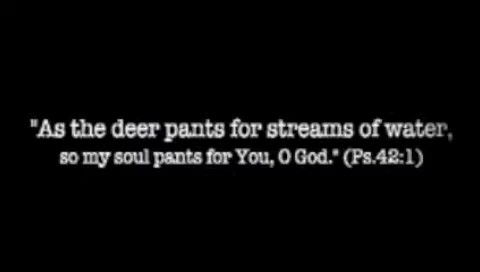 "As the deer pants for streams of water,
so my soul pants for You, O God." (Ps.42:1)